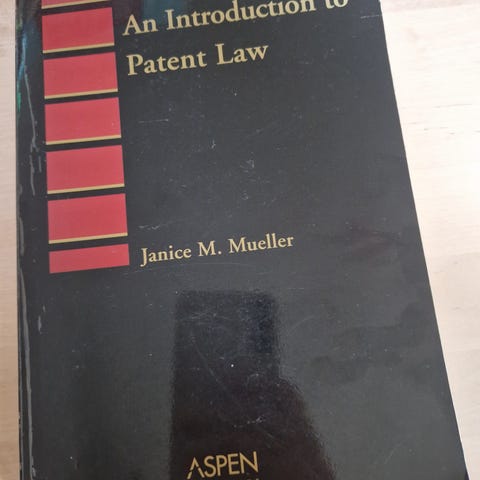 An Introduction to
Patent Law
Janice M. Mueller
ASPEN